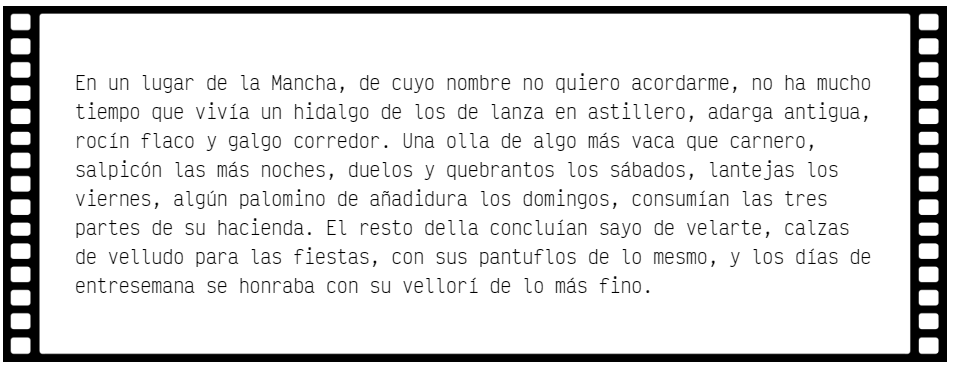 En un lugar de la Mancha, de cuyo nombre no quiero acordarme, no ha mucho
tiempo que vivía un hidalgo de los de lanza en astillero, adarga antigua,
rocín flaco y galgo corredor. Una olla de algo más vaca que carnero,
salpicón las más noches, duelos y quebrantos los sábados, lantejas los
viernes, algún palomino de añadidura los domingos, consumían las tres
partes de su hacienda. El resto della concluían sayo de velarte, calzas
de velludo para las fiestas, con sus pantuflos de lo mesmo, y los días de
entresemana se honraba con su vellorí de lo más fino.